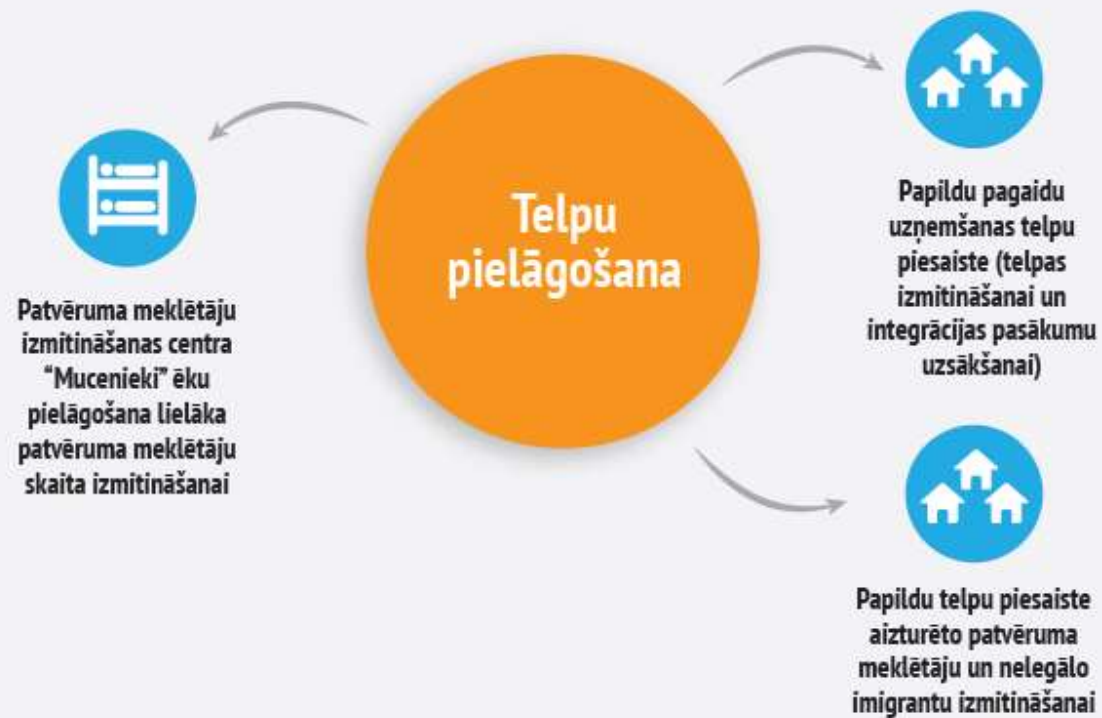 Telpu
pielāgošana
Patvēruma meklētāju
izmitināšanas centra
“Mucenieki” ēku
pielāgošana lielāka
patvēruma meklētāju
skaita izmitināšanai
Papildu pagaidu
uzņemšanas telpu
piesaiste (telpas
izmitināšanai un
integrācijas pasākumu
uzsākšanai)
Papildu telpu piesaiste
aizturēto patvēruma
meklētāju un nelegālo
imigrantu izmitināšanai